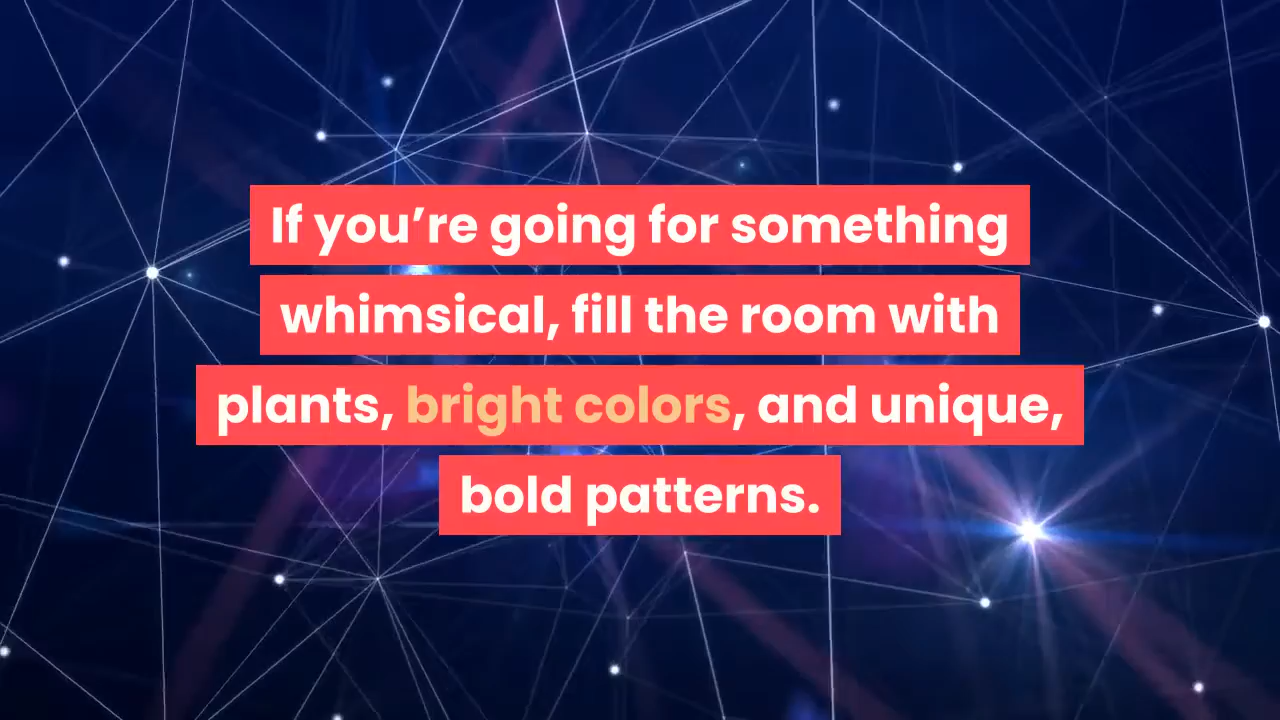 If you’re going for something
whimsical, fill the room with
plants, bright colors, and unique,
bold patterns.